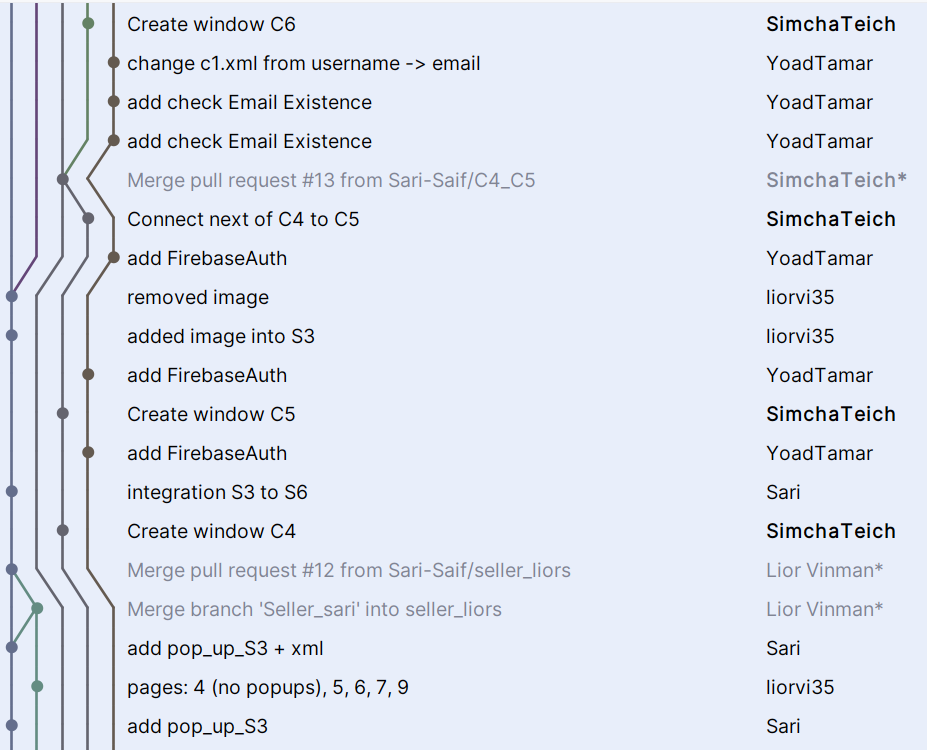 Create window C6 SimchaTeich
change c1.xml from username -> email YoadTamar
add check Email Existence YoadTamar
add check Email Existence YoadTamar
Merge pull request #13 from Sari-Saif/C4_C5 SimchaTeich*
Connect next of C4 to C5 SimchaTeich
add FirebaseAuth YoadTamar
removed image liorvi35
added image into S3 liorvi35
add FirebaseAuth YoadTamar
Create window C5 SimchaTeich
add FirebaseAuth YoadTamar
integration S3 to S6 Sari
Create window C4 SimchaTeich
Merge pull request #12 from Sari-Saif/seller_liors Lior Vinman*
Merge branch 'Seller_sari' into seller_liors Lior Vinman*
add pop_up_S3 + xml Sari
pages: 4 (no popups), 5, 6, 7, 9 liorvi35
add pop_up_S3 Sari